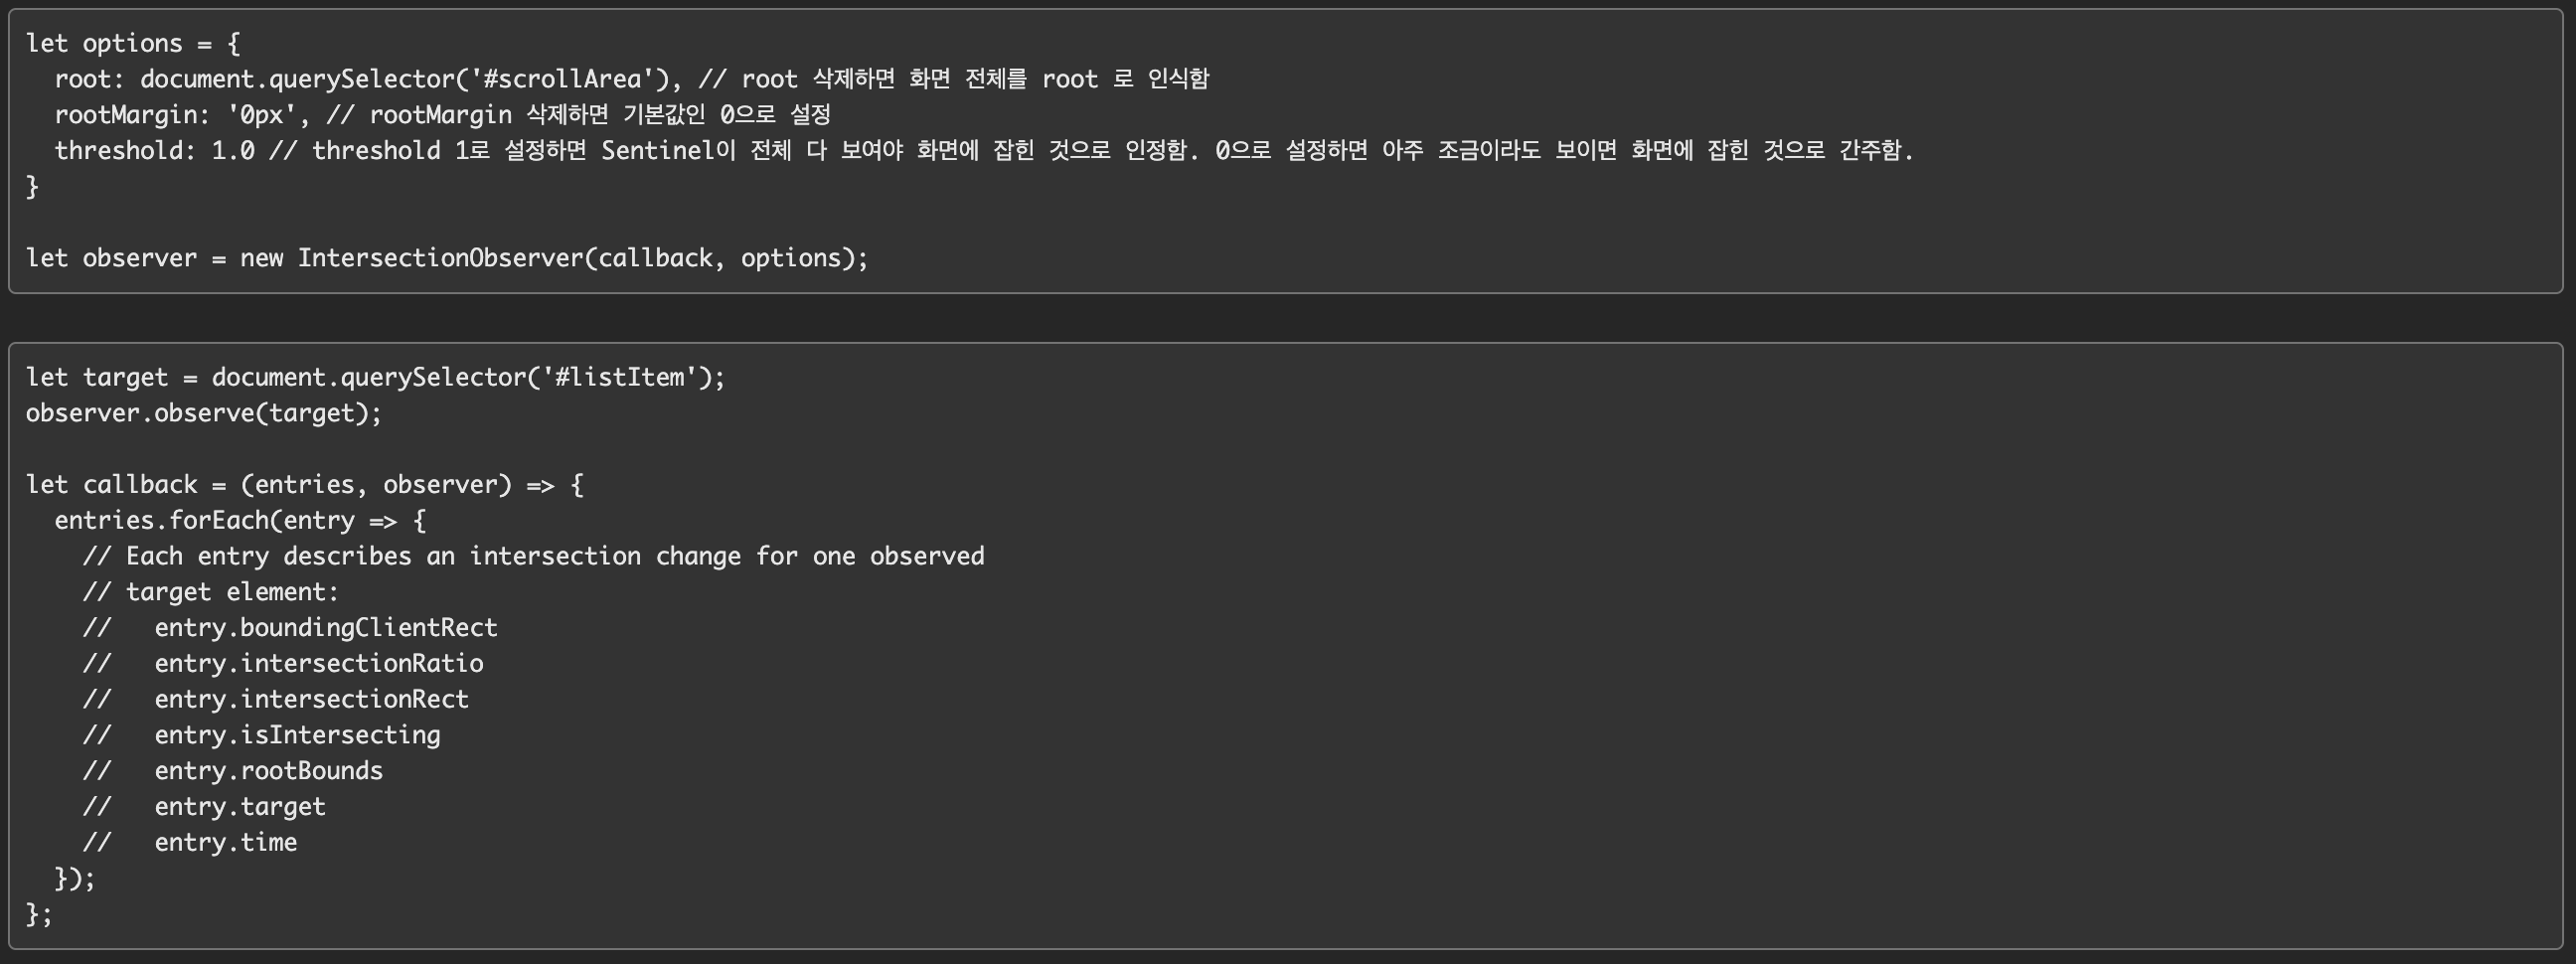 let options = {
  root: document.querySelector('#scrollArea'), // root 삭제하면 화면 전체를 root 로 인식함
  rootMargin: '0px', // rootMargin 삭제하면 기본값인 0으로 설정
  threshold: 1.0 // threshold 1로 설정하면 Sentinel이 전체 다 보여야 화면에 잡힌 것으로 인정함. 0으로 설정하면 아주 조금이라도 보이면 화면에 잡힌 것으로 간주함.
}
let observer = new IntersectionObserver(callback, options);
let target = document.querySelector('#listItem');
observer.observe(target);
let callback = (entries, observer) => {
  entries.forEach(entry => {
    // Each entry describes an intersection change for one observed
    // target element:
    //   entry.boundingClientRect
    //   entry.intersectionRatio
    //   entry.intersectionRect
    //   entry.isIntersecting
    //   entry.rootBounds
    //   entry.target
    //   entry.time
  });
};